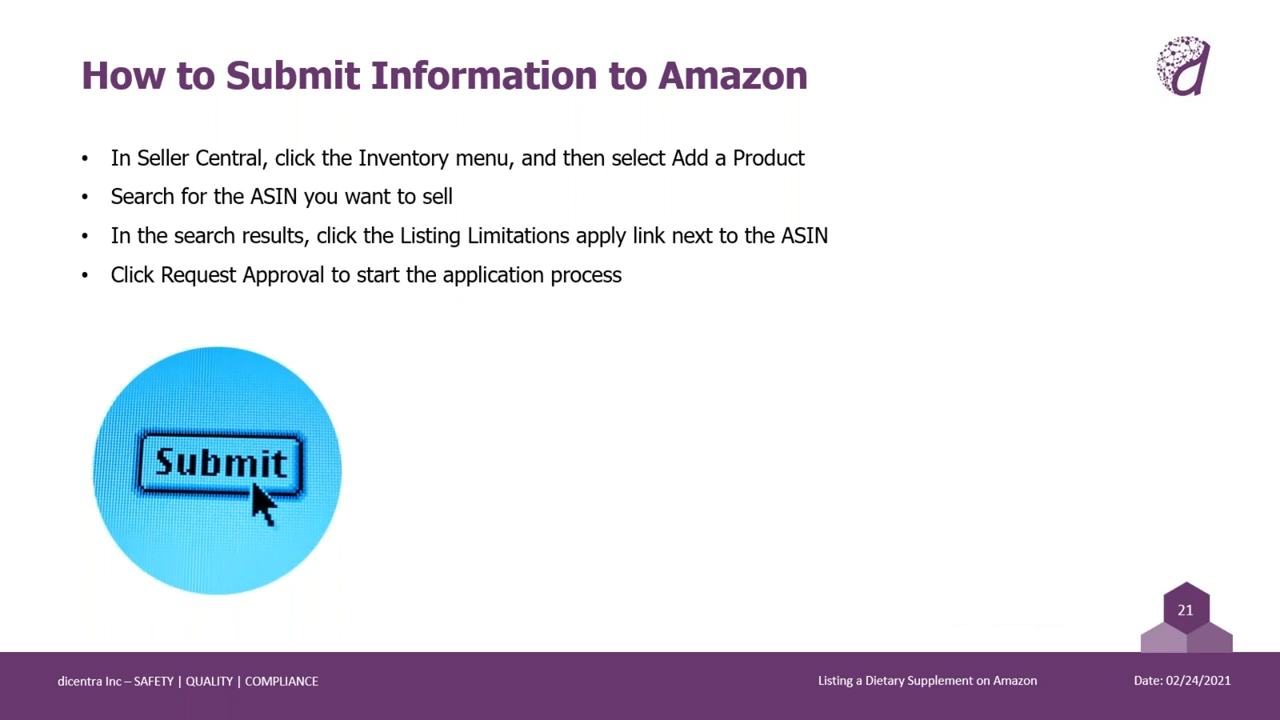 How to Submit Information to Amazon
• In Seller Central, click the Inventory menu, and then select Add a Product
• Search for the ASIN you want to sell
• In the search results, click the Listing Limitations apply link next to the ASIN
• Click Request Approval to start the application process
Submit
21
dicentra Inc – SAFETY | QUALITY | COMPLIANCE
Listing a Dietary Supplement on Amazon
Date: 02/24/2021